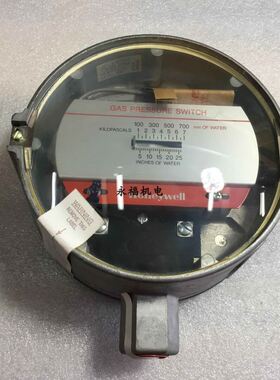 GAS PRESSURE SWITCH
100 300 500 700 mm OF WATER
KILOPASCALS 1 2 3 4 5 6 7
5 10 15 20 25
INCHES OF WATER
永福机电
Honeywell